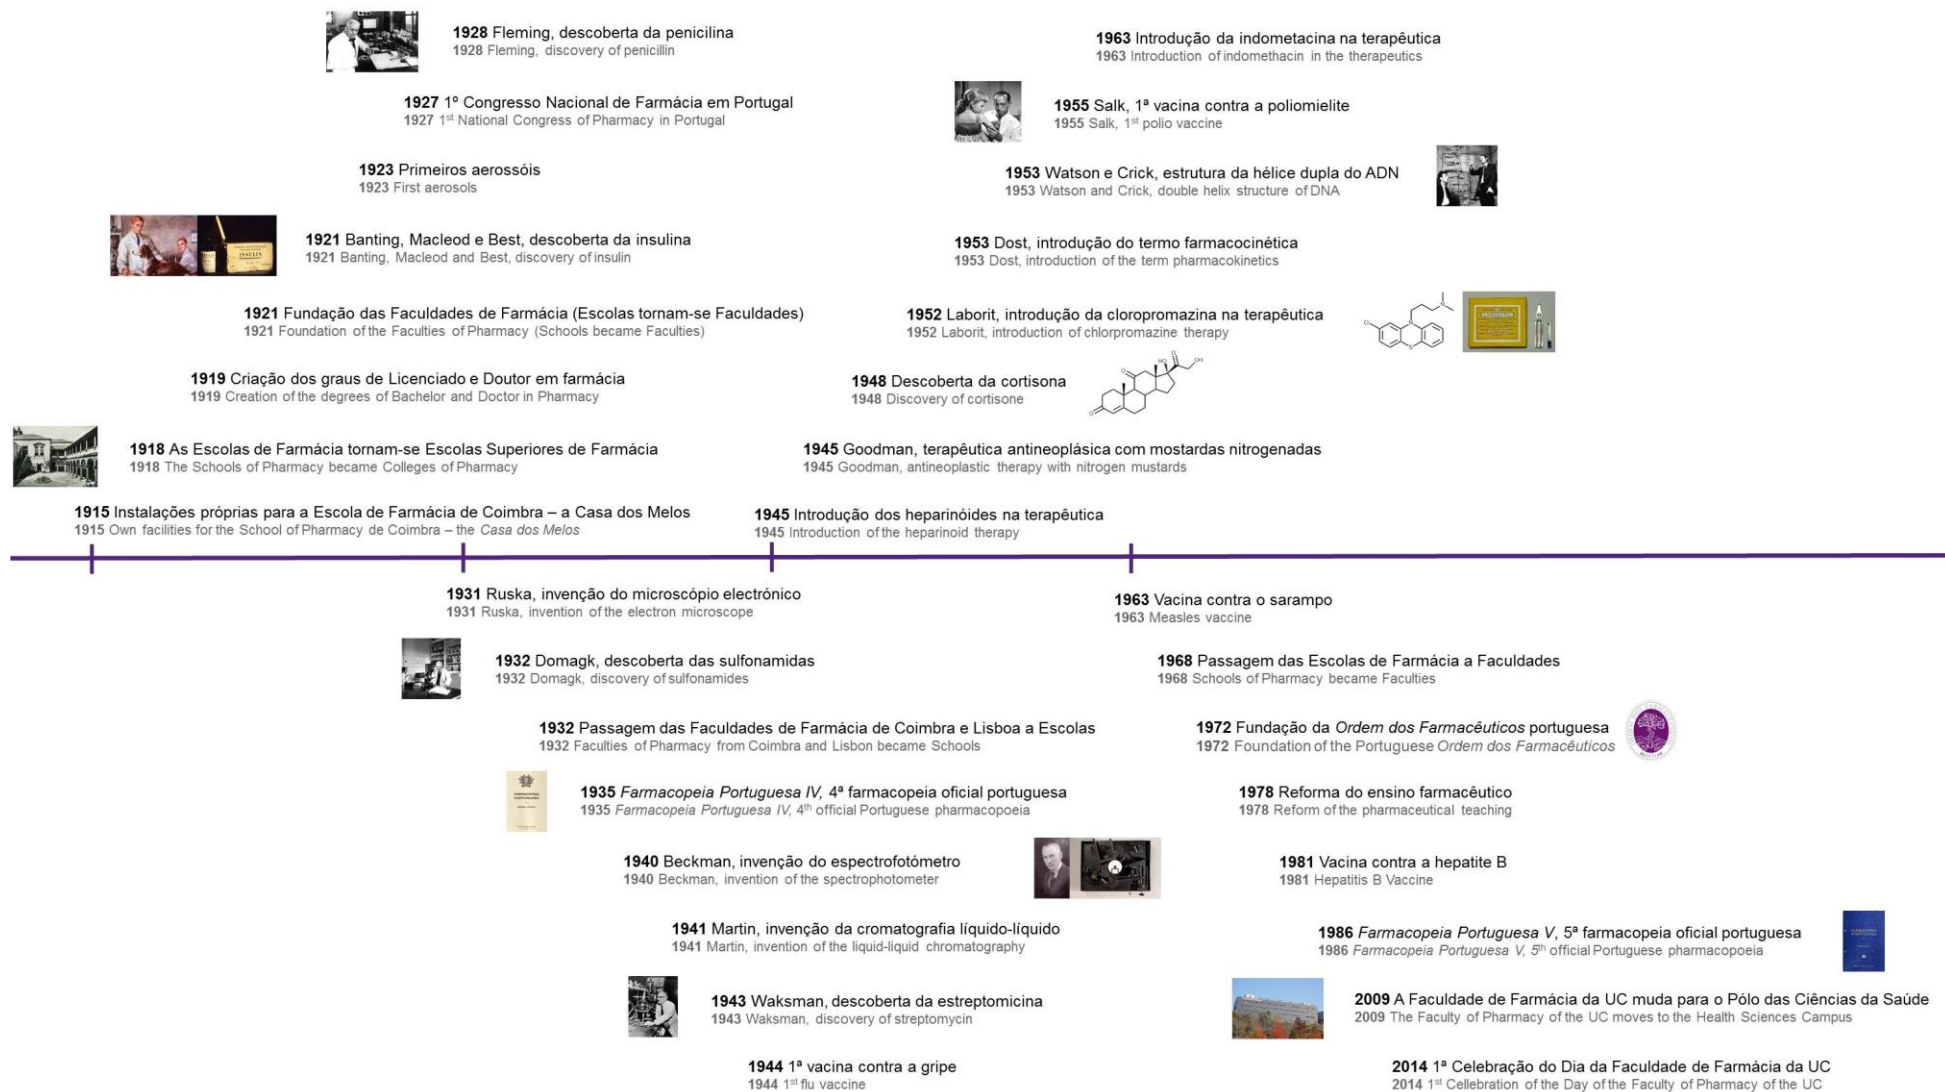 1928 Fleming, descoberta da penicilina
1928 Fleming, discovery of penicillin
1927 1º Congresso Nacional de Farmácia em Portugal
1927 1st National Congress of Pharmacy in Portugal
1923 Primeiros aerossóis
1923 First aerosols
INSULIN
1921 Banting, Macleod e Best, descoberta da insulina
1921 Banting, Macleod and Best, discovery of insulin
1921 Fundação das Faculdades de Farmácia (Escolas tornam-se Faculdades)
1921 Foundation of the Faculties of Pharmacy (Schools became Faculties)
1919 Criação dos graus de Licenciado e Doutor em farmácia
1919 Creation of the degrees of Bachelor and Doctor in Pharmacy
1918 As Escolas de Farmácia tornam-se Escolas Superiores de Farmácia
1918 The Schools of Pharmacy became Colleges of Pharmacy
1915 Instalações próprias para a Escola de Farmácia de Coimbra – a Casa dos Melos
1915 Own facilities for the School of Pharmacy de Coimbra – the Casa dos Melos
1963 Introdução da indometacina na terapêutica
1963 Introduction of indomethacin in the therapeutics
1955 Salk, 1ª vacina contra a poliomielite
1955 Salk, 1st polio vaccine
1953 Watson e Crick, estrutura da hélice dupla do ADN
1953 Watson and Crick, double helix structure of DNA
1953 Dost, introdução do termo farmacocinética
1953 Dost, introduction of the term pharmacokinetics
1952 Laborit, introdução da cloropromazina na terapêutica
1952 Laborit, introduction of chlorpromazine therapy
Cl
N
S
N
1948 Descoberta da cortisona
1948 Discovery of cortisone
O
O
HO
O
OH
1945 Goodman, terapêutica antineoplásica com mostardas nitrogenadas
1945 Goodman, antineoplastic therapy with nitrogen mustards
1945 Introdução dos heparinóides na terapêutica
1945 Introduction of the heparinoid therapy
1931 Ruska, invenção do microscópio electrónico
1931 Ruska, invention of the electron microscope
1932 Domagk, descoberta das sulfonamidas
1932 Domagk, discovery of sulfonamides
1932 Passagem das Faculdades de Farmácia de Coimbra e Lisboa a Escolas
1932 Faculties of Pharmacy from Coimbra and Lisbon became Schools
1935 Farmacopeia Portuguesa IV, 4ª farmacopeia oficial portuguesa
1935 Farmacopeia Portuguesa IV, 4th official Portuguese pharmacopoeia
1940 Beckman, invenção do espectrofotómetro
1940 Beckman, invention of the spectrophotometer
1941 Martin, invenção da cromatografia líquido-líquido
1941 Martin, invention of the liquid-liquid chromatography
1943 Waksman, descoberta da estreptomicina
1943 Waksman, discovery of streptomycin
1944 1ª vacina contra a gripe
1944 1st flu vaccine
1963 Vacina contra o sarampo
1963 Measles vaccine
1968 Passagem das Escolas de Farmácia a Faculdades
1968 Schools of Pharmacy became Faculties
1972 Fundação da Ordem dos Farmacêuticos portuguesa
1972 Foundation of the Portuguese Ordem dos Farmacêuticos
1978 Reforma do ensino farmacêutico
1978 Reform of the pharmaceutical teaching
1981 Vacina contra a hepatite B
1981 Hepatitis B Vaccine
1986 Farmacopeia Portuguesa V, 5ª farmacopeia oficial portuguesa
1986 Farmacopeia Portuguesa V, 5th official Portuguese pharmacopoeia
2009 A Faculdade de Farmácia da UC muda para o Pólo das Ciências da Saúde
2009 The Faculty of Pharmacy of the UC moves to the Health Sciences Campus
2014 1ª Celebração do Dia da Faculdade de Farmácia da UC
2014 1st Cellebration of the Day of the Faculty of Pharmacy of the UC